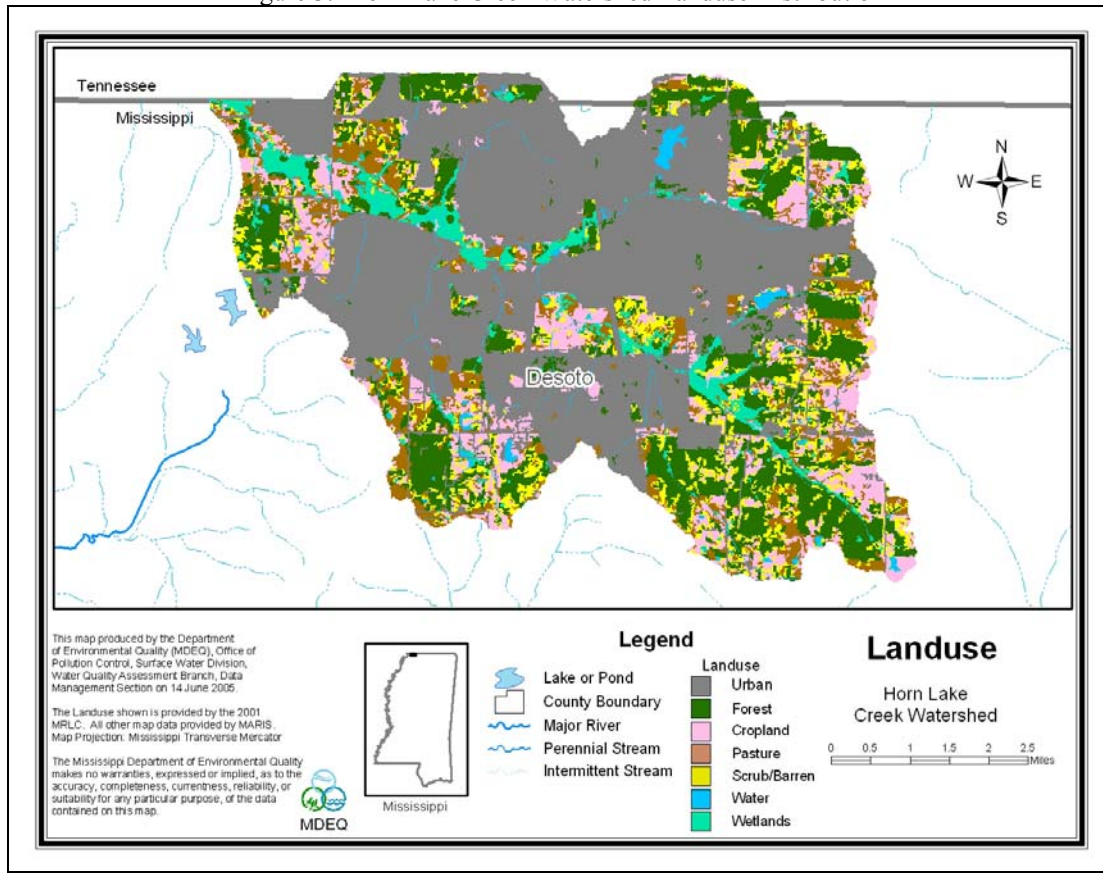 Tennessee
Mississippi
N
W E
S
Desoto
This map produced by the Department
of Environmental Quality (MDEQ), Office of
Pollution Control, Surface Water Division,
Water Quality Assessment Branch, Data
Management Section on 14 June 2005.
The Landuse shown is provided by the 2001
MRLC. All other map data provided by MARIS.
Map Projection: Mississippi Transverse Mercator
The Mississippi Department of Environmental Quality
makes no warranties, expressed or implied, as to the
accuracy, completeness, currentness, reliability, or
suitability for any particular purpose, of the data
contained on this map.
MDEQ
Mississippi
Legend
Lake or Pond
County Boundary
Major River
Perennial Stream
Intermittent Stream
Landuse
Urban
Forest
Cropland
Pasture
Scrub/Barren
Water
Wetlands
Landuse
Horn Lake
Creek Watershed
0 0.5 1 1.5 2 2.5
Miles